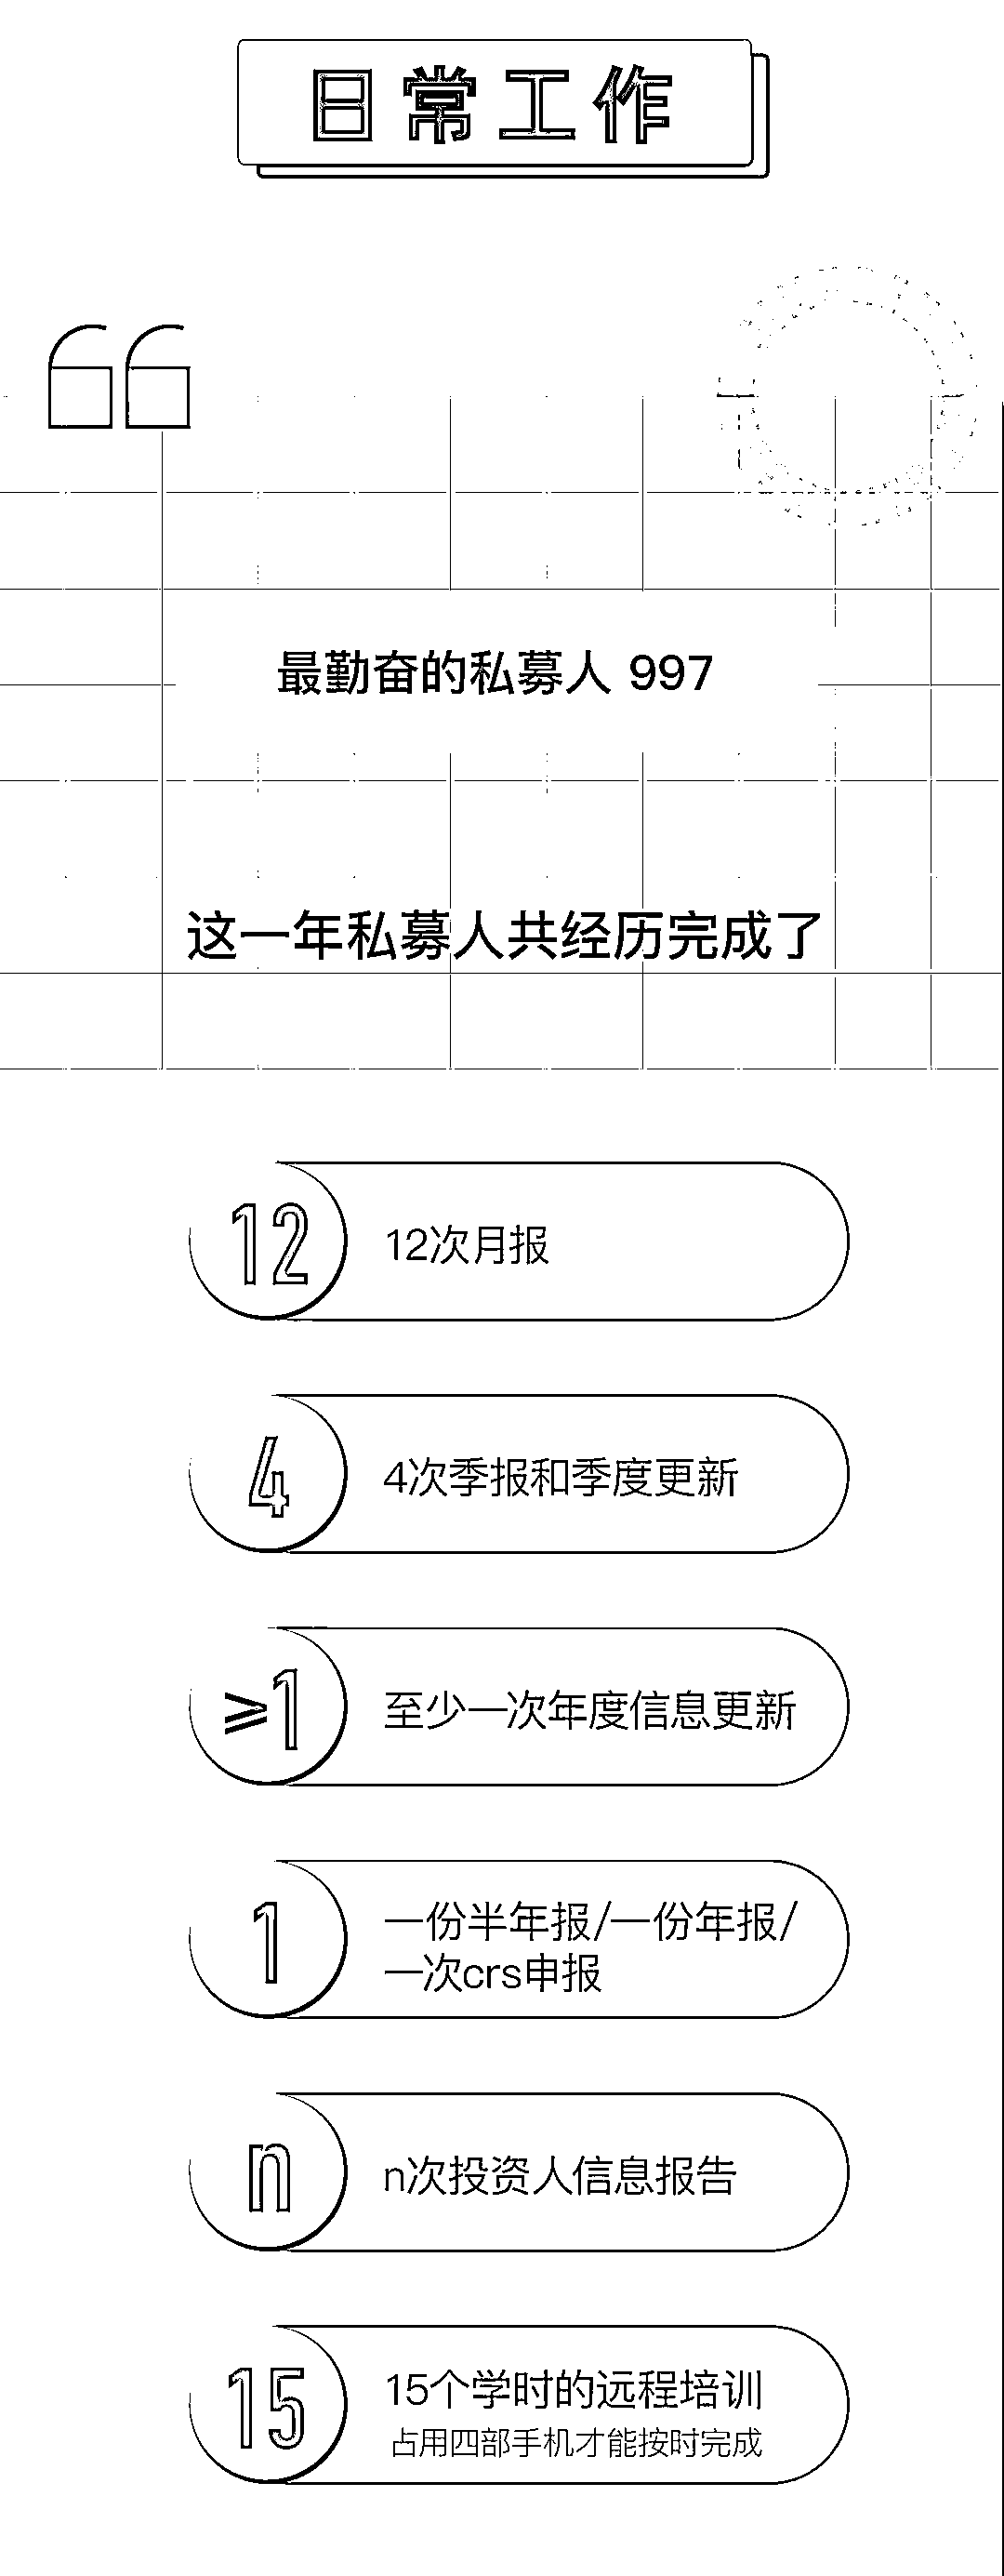 日常工作
最勤奋的私募人 997
这一年私募人共经历完成了
12
12次月报
4
4次季报和季度更新
≥1
至少一次年度信息更新
1
一份半年报/一份年报/
一次crs申报
n
n次投资人信息报告
15
15个学时的远程培训
占用四部手机才能按时完成